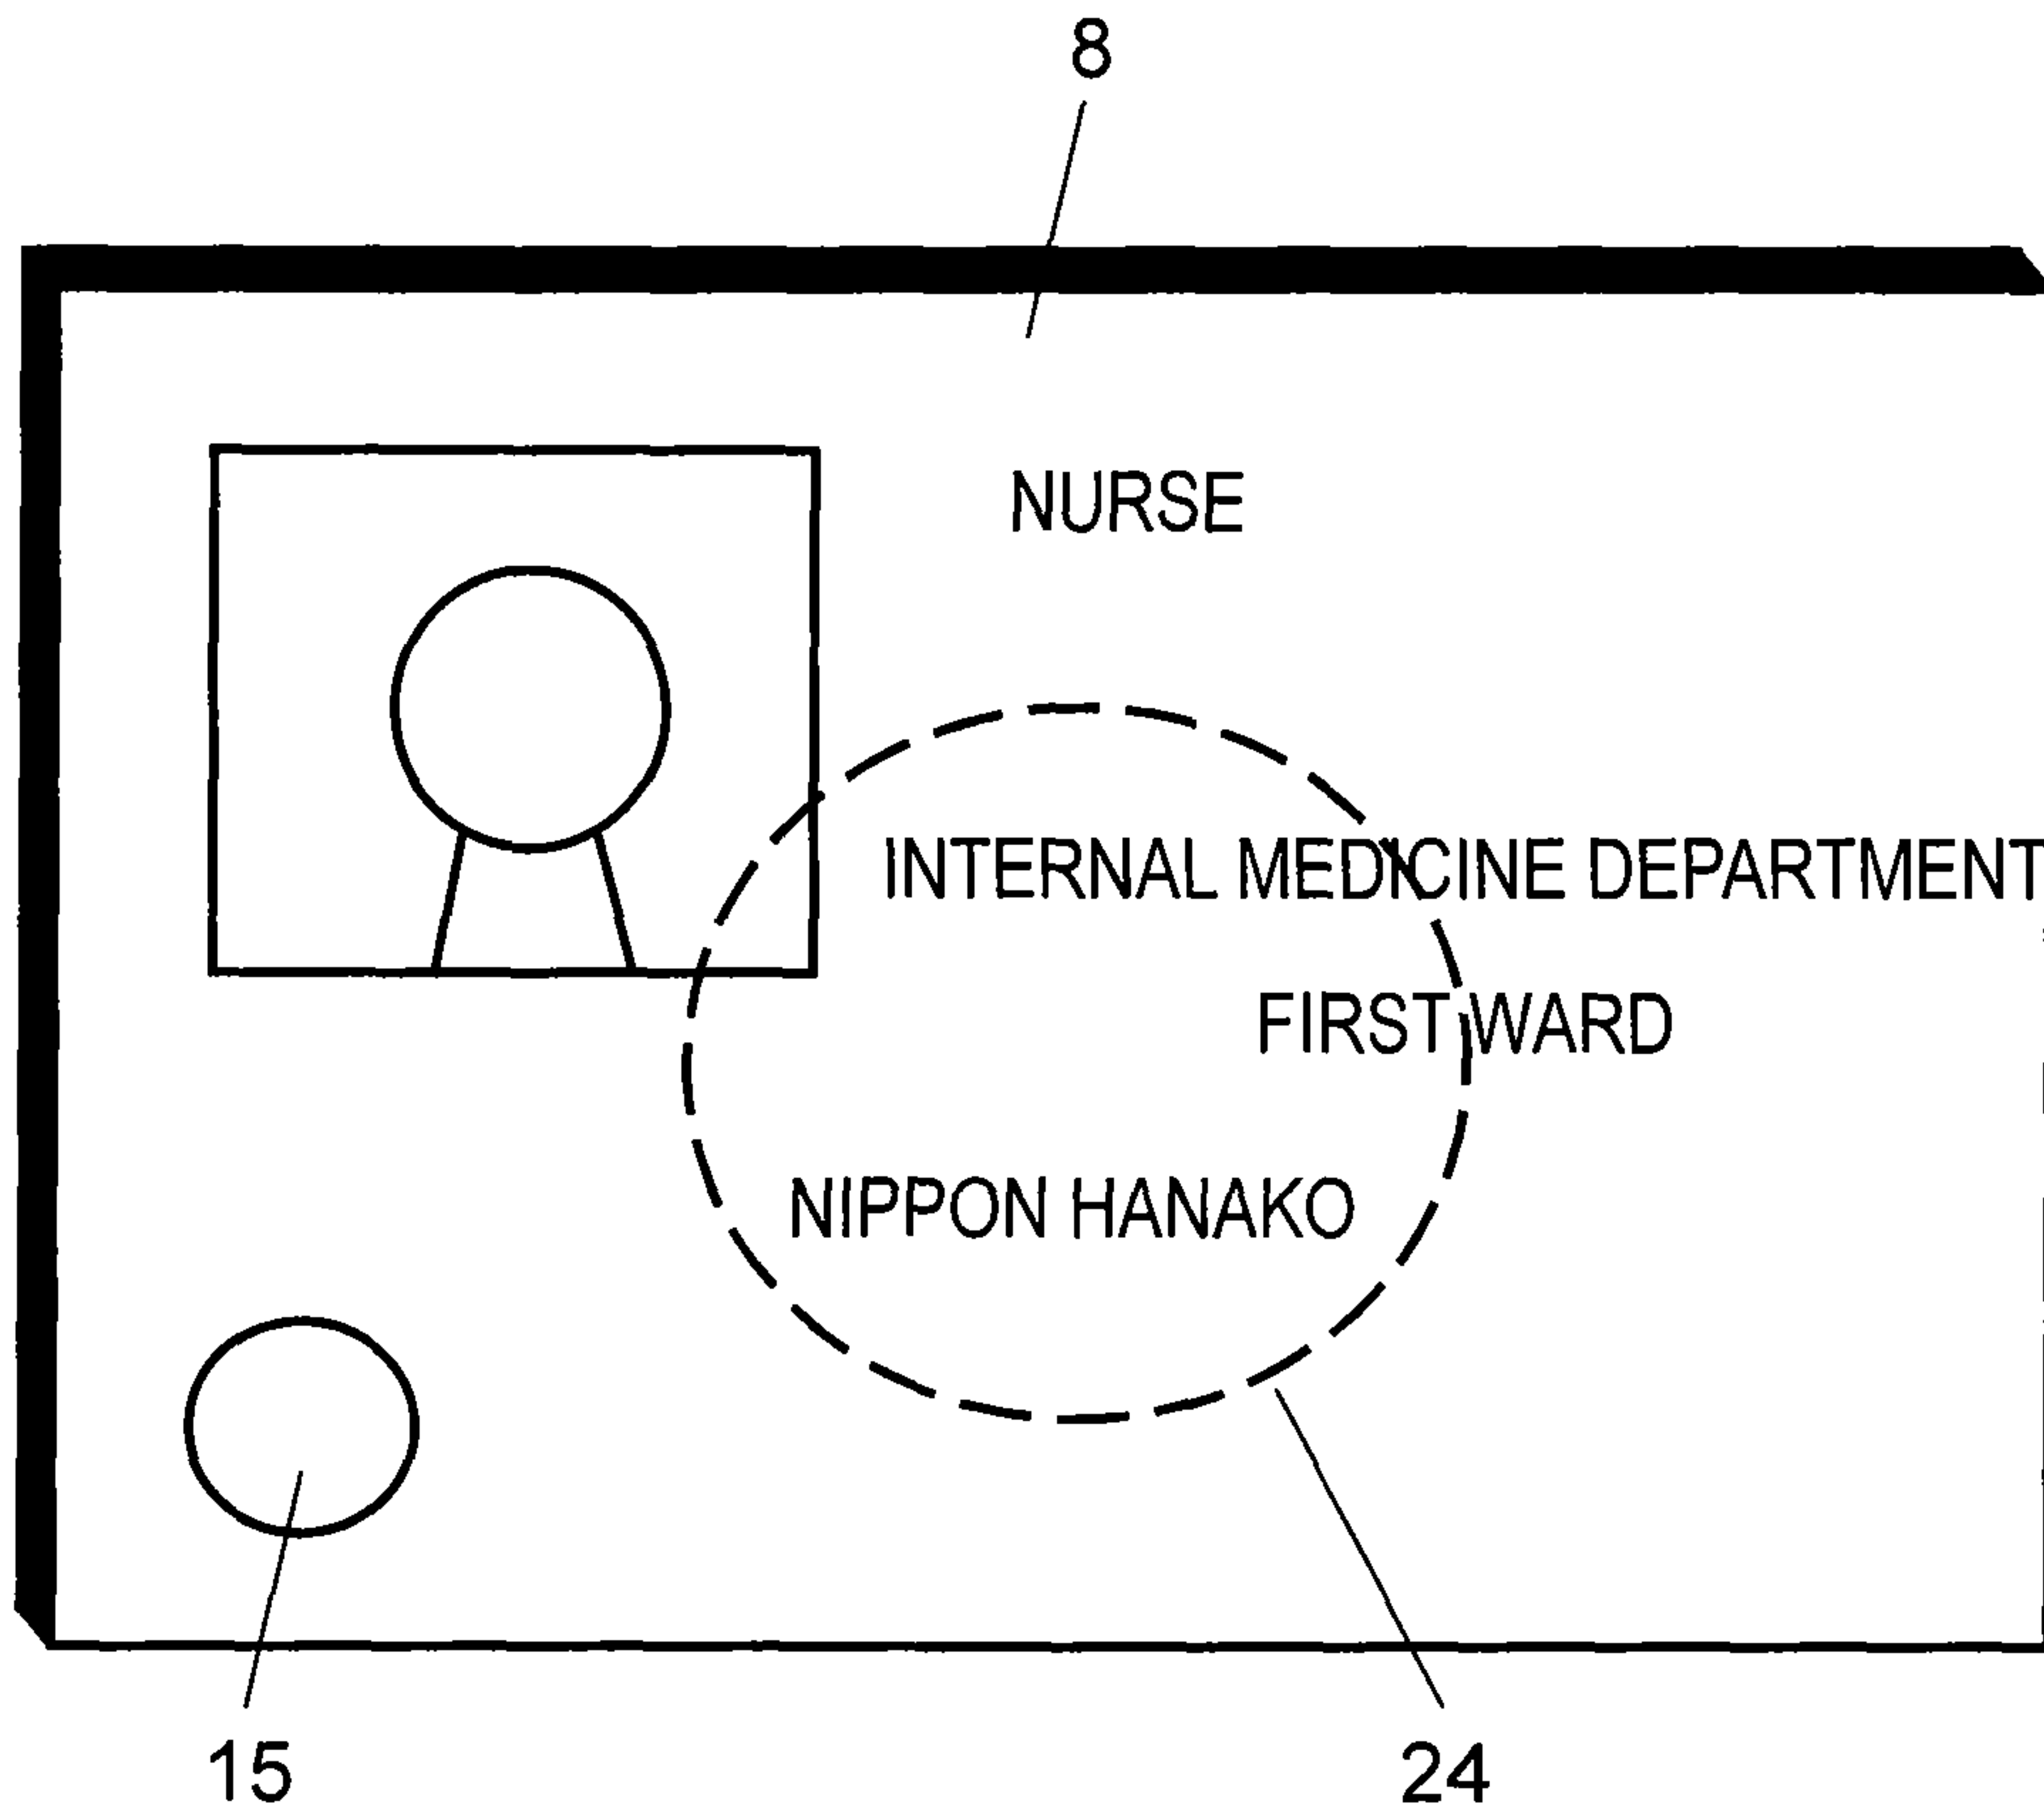 8
NURSE
INTERNAL MEDICINE DEPARTMENT
FIRST WARD
NIPPON HANAKO
15
24